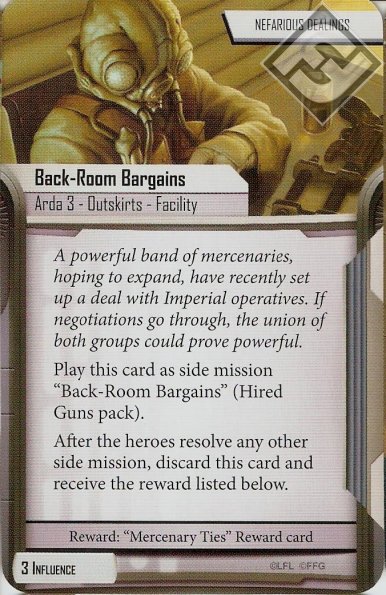 NEFARIOUS DEALINGS
Back-Room Bargains
Arda 3 - Outskirts - Facility
A powerful band of mercenaries,
hoping to expand, have recently set
up a deal with Imperial operatives. If
negotiations go through, the union of
both groups could prove powerful.
Play this card as side mission
“Back-Room Bargains” (Hired
Guns pack).
After the heroes resolve any other
side mission, discard this card and
receive the reward listed below.
Reward: “Mercenary Ties” Reward card
3 INFLUENCE
©LFL ©FFG